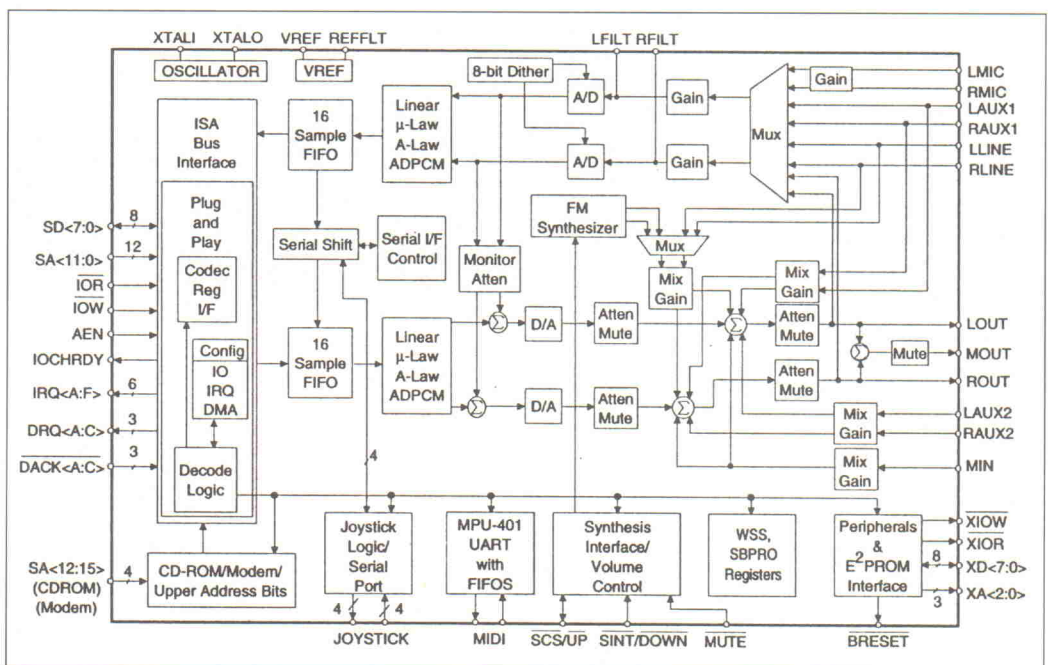 XTALI XTALO VREF REFFLT LFILT RFILT
OSCILLATOR
VREF
8-bit Dither
A/D
Gain
Gain
LMIC
RMIC
LAUX1
RAUX1
LLINE
RLINE
Mux
A/D
Gain
ISA
Bus
Interface
16
Sample
FIFO
Linear
μ-Law
A-Law
ADPCM
Plug
and
Play
Codec
Reg
I/F
Config
IO
IRQ
DMA
Decode
Logic
SD<7:0>
8
SA<11:0>
12
IOR
IOW
AEN
IOCHRDY
IRQ<A:F>
6
DRQ<A:C>
3
DACK<A:C>
3
Serial Shift
Serial I/F
Control
Monitor
Atten
FM
Synthesizer
Mux
Mix
Gain
Mix
Gain
16
Sample
FIFO
Linear
μ-Law
A-Law
ADPCM
Σ
D/A
Atten
Mute
Σ
Atten
Mute
LOUT
Σ
Mute
MOUT
ROUT
Σ
D/A
Atten
Mute
Σ
Atten
Mute
Mix
Gain
LAUX2
RAUX2
Mix
Gain
MIN
4
SA<12:15>
(CDROM)
(Modem)
4
CD-ROM/Modem/
Upper Address Bits
Joystick
Logic/
Serial
Port
4
4
JOYSTICK
MPU-401
UART
with
FIFOS
MIDI
Synthesis
Interface/
Volume
Control
SCS/UP SINT/DOWN MUTE
WSS,
SBPRO
Registers
Peripherals
&
E2PROM
Interface
BRESET
XIOW
XIOR
8
XD<7:0>
3
XA<2:0>